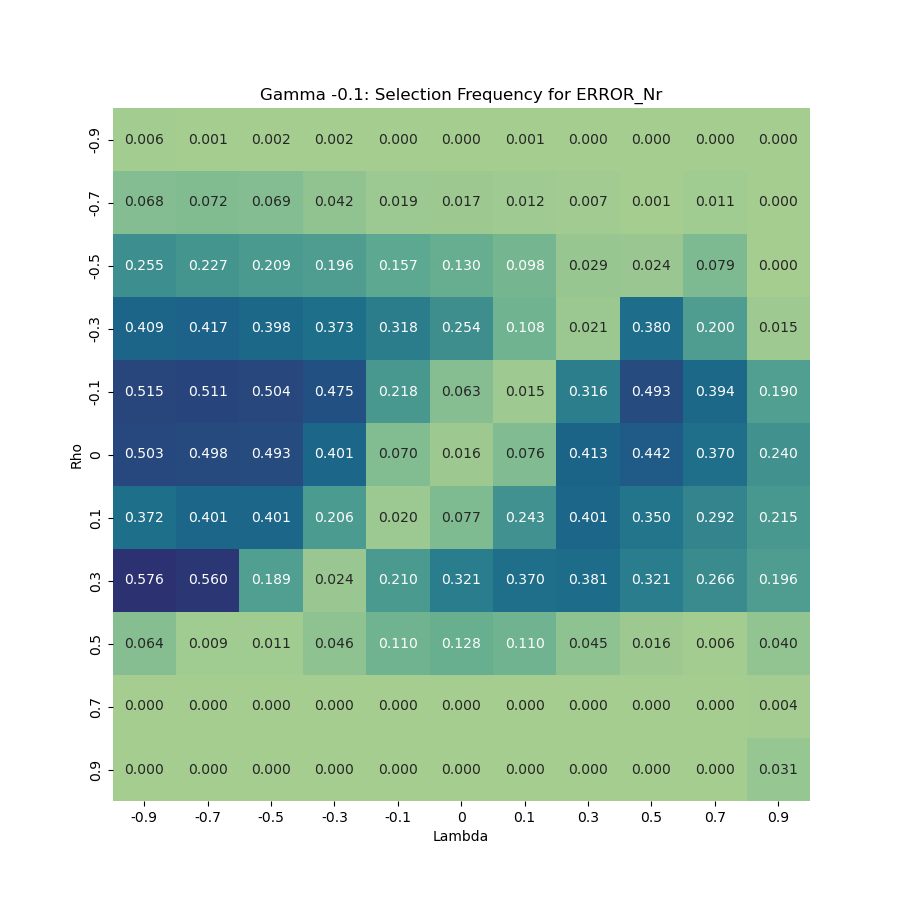 Gamma -0.1: Selection Frequency for ERROR_Nr
-0.9 0.006 0.001 0.002 0.002 0.000 0.000 0.001 0.000 0.000 0.000 0.000
-0.7 0.068 0.072 0.069 0.042 0.019 0.017 0.012 0.007 0.001 0.011 0.000
-0.5 0.255 0.227 0.209 0.196 0.157 0.130 0.098 0.029 0.024 0.079 0.000
-0.3 0.409 0.417 0.398 0.373 0.318 0.254 0.108 0.021 0.380 0.200 0.015
-0.1 0.515 0.511 0.504 0.475 0.218 0.063 0.015 0.316 0.493 0.394 0.190
Rho
0 0.503 0.498 0.493 0.401 0.070 0.016 0.076 0.413 0.442 0.370 0.240
0.1 0.372 0.401 0.401 0.206 0.020 0.077 0.243 0.401 0.350 0.292 0.215
0.3 0.576 0.560 0.189 0.024 0.210 0.321 0.370 0.381 0.321 0.266 0.196
0.5 0.064 0.009 0.011 0.046 0.110 0.128 0.110 0.045 0.016 0.006 0.040
0.7 0.000 0.000 0.000 0.000 0.000 0.000 0.000 0.000 0.000 0.000 0.004
0.9 0.000 0.000 0.000 0.000 0.000 0.000 0.000 0.000 0.000 0.000 0.031
-0.9 -0.7 -0.5 -0.3 -0.1 0 0.1 0.3 0.5 0.7 0.9
Lambda